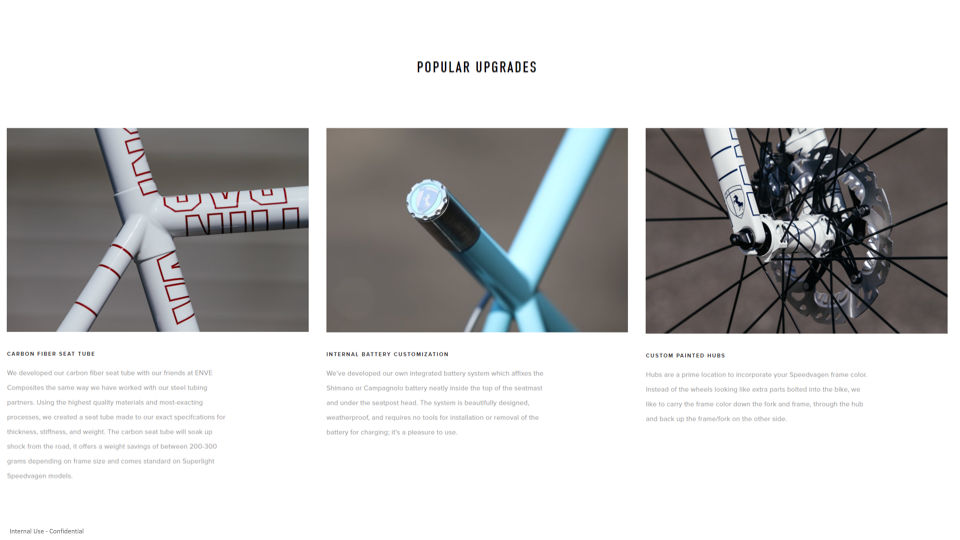 POPULAR UPGRADES
CARBON FIBER SEAT TUBE
We developed our carbon fiber seat tube with our friends at ENVE
Composites the same way we have worked with our steel tubing
partners. Using the highest quality materials and most-exacting
processes, we created a seat tube made to our exact specifications for
thickness, stiffness, and weight. The carbon seat tube will soak up
shock from the road, it offers a weight savings of between 200-300
grams depending on frame size and comes standard on Superlight
Speedvagen models.
INTERNAL BATTERY CUSTOMIZATION
We've developed our own integrated battery system which affixes the
Shimano or Campagnolo battery neatly inside the top of the seatmast
and under the seatpost head. The system is beautifully designed,
weatherproof, and requires no tools for installation or removal of the
battery for charging; it's a pleasure to use.
CUSTOM PAINTED HUBS
Hubs are a prime location to incorporate your Speedvagen frame color.
Instead of the wheels looking like extra parts bolted into the bike, we
like to carry the frame color down the fork and frame, through the hub
and back up the frame/fork on the other side.
Internal Use - Confidential